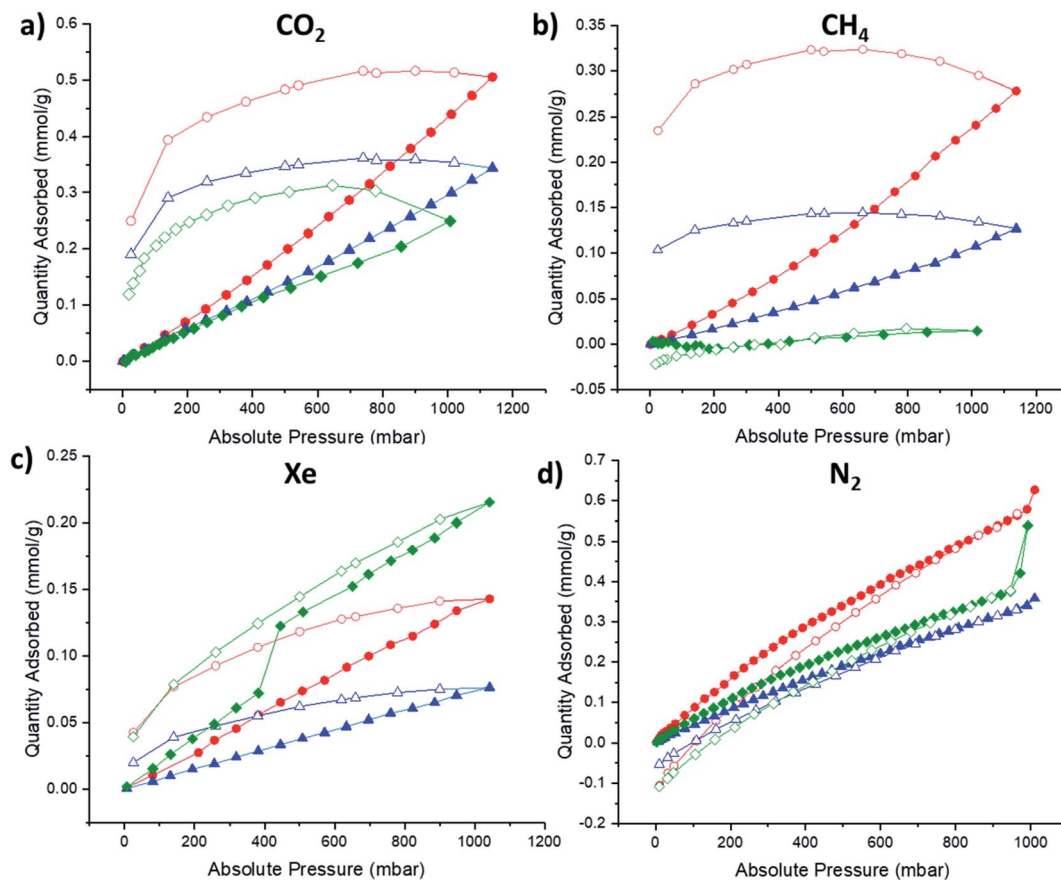 a) CO2
Quantity Adsorbed (mmol/g)
0.6
0.5
0.4
0.3
0.2
0.1
0.0
0 200 400 600 800 1000 1200
Absolute Pressure (mbar)
b) CH4
Quantity Adsorbed (mmol/g)
0.35
0.30
0.25
0.20
0.15
0.10
0.05
0.00
-0.05
0 200 400 600 800 1000 1200
Absolute Pressure (mbar)
c) Xe
Quantity Adsorbed (mmol/g)
0.25
0.20
0.15
0.10
0.05
0.00
0 200 400 600 800 1000 1200
Absolute Pressure (mbar)
d) N2
Quantity Adsorbed (mmol/g)
0.7
0.6
0.5
0.4
0.3
0.2
0.1
0.0
-0.1
-0.2
0 200 400 600 800 1000
Absolute Pressure (mbar)